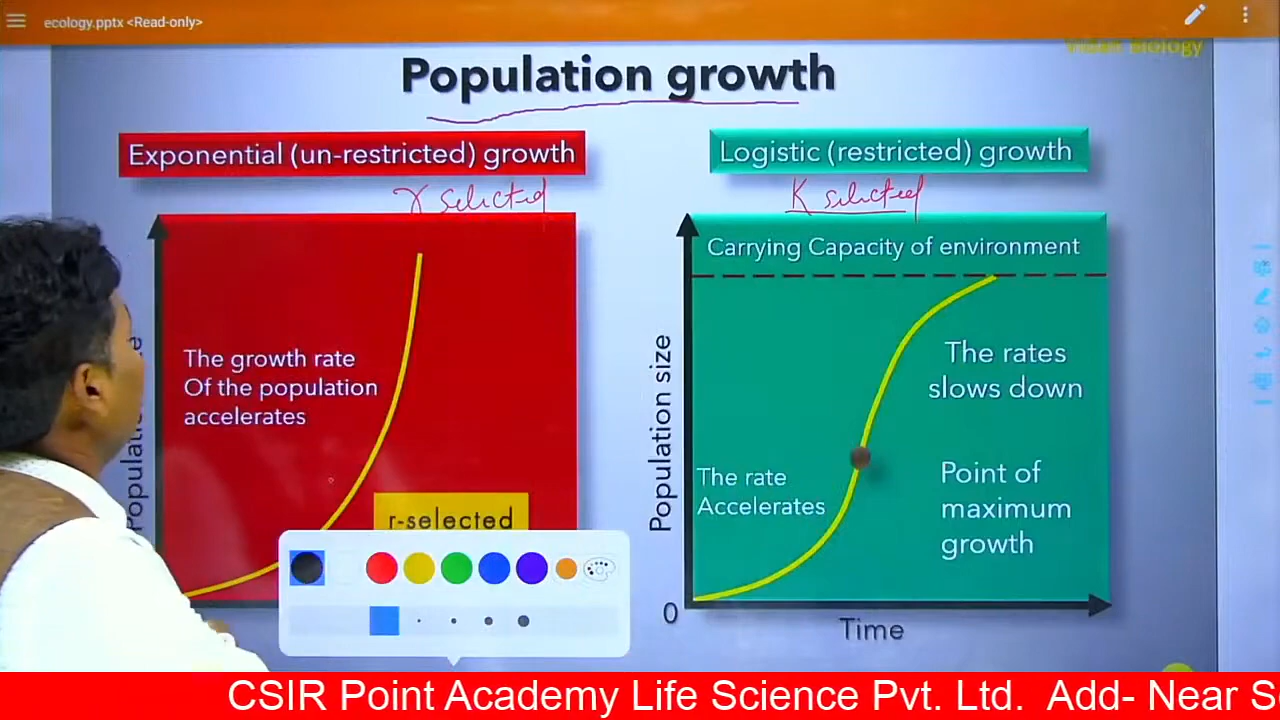 ecology.pptx <Read-only>
Vidair Biology
Population growth
Exponential (un-restricted) growth
r selected
The growth rate
Of the population
accelerates
r-selected
Logistic (restricted) growth
K selected
Carrying Capacity of environment
Population size
The rates
slows down
The rate
Accelerates
Point of
maximum
growth
0
Time
CSIR Point Academy Life Science Pvt. Ltd. Add- Near